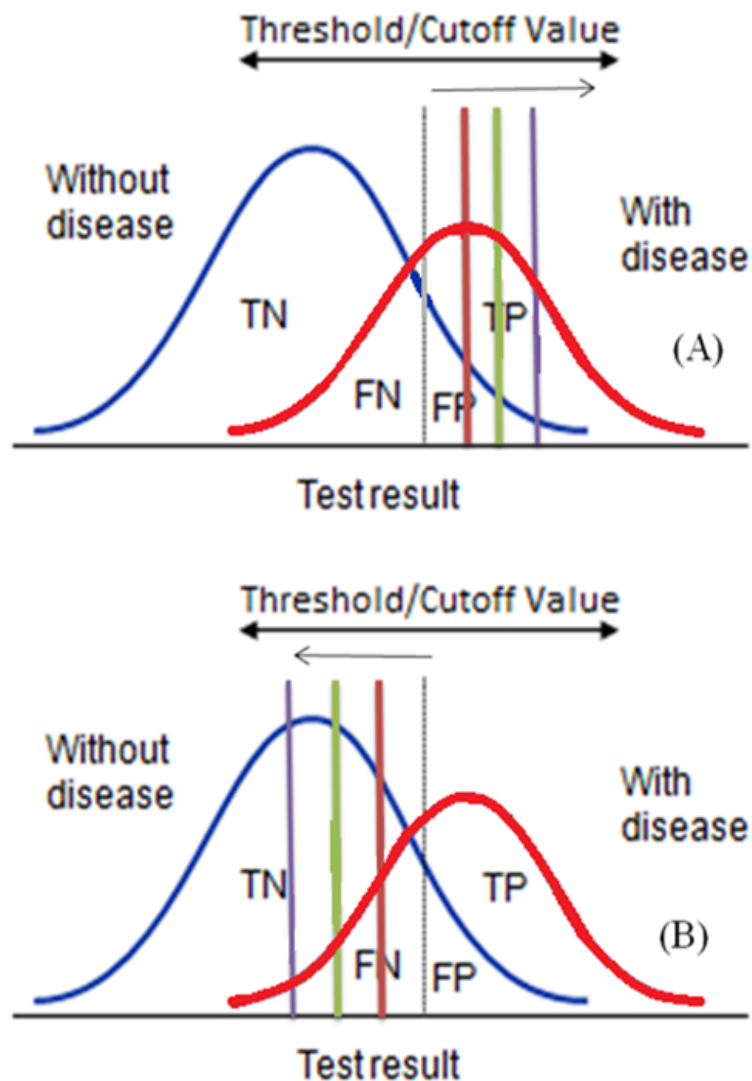 Threshold/Cutoff Value
Without
disease
With
disease
TN
TP
(A)
FN
FP
Test result
Threshold/Cutoff Value
Without
disease
With
disease
TN
TP
(B)
FN
FP
Test result